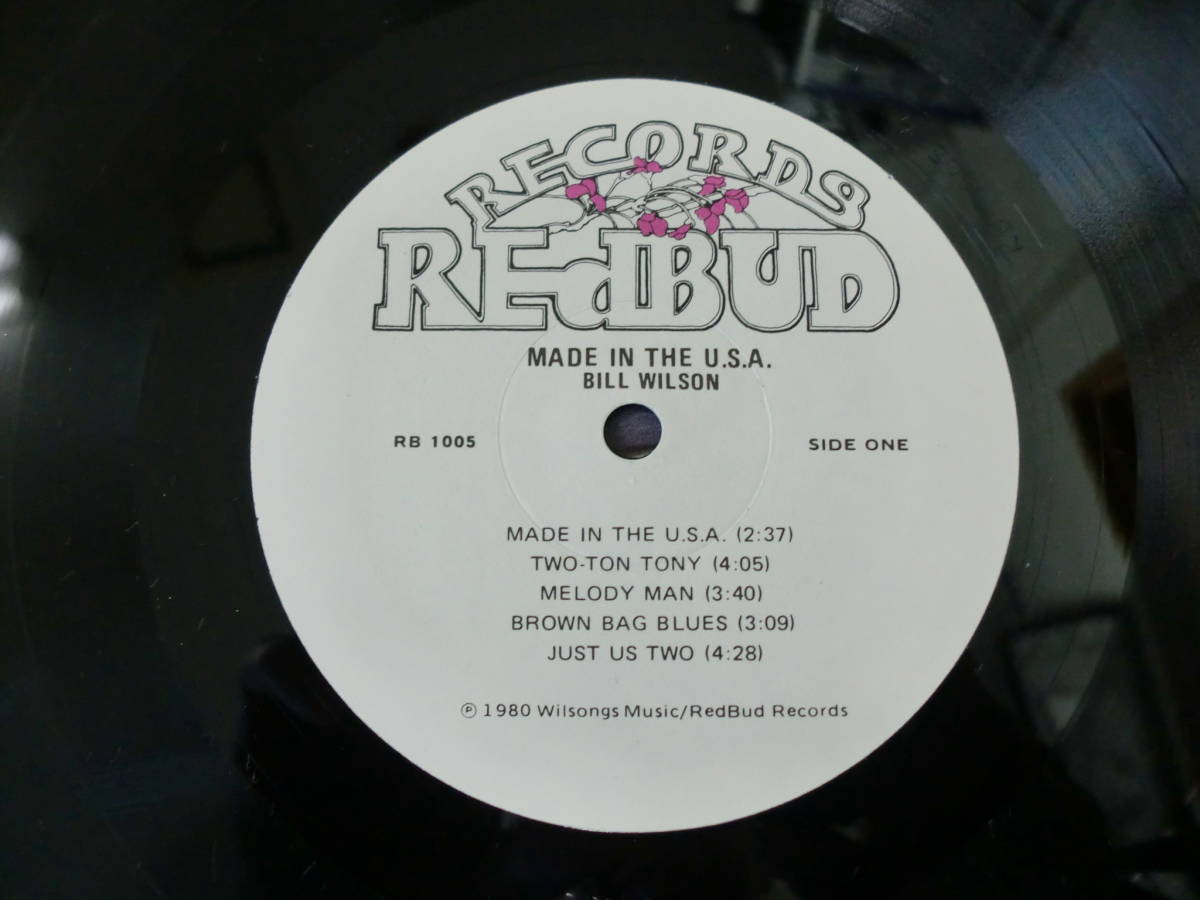 RECORDS
REdBUD
MADE IN THE U.S.A.
BILL WILSON
RB 1005
SIDE ONE
MADE IN THE U.S.A. (2:37)
TWO-TON TONY (4:05)
MELODY MAN (3:40)
BROWN BAG BLUES (3:09)
JUST US TWO (4:28)
℗ 1980 Wilsongs Music/RedBud Records